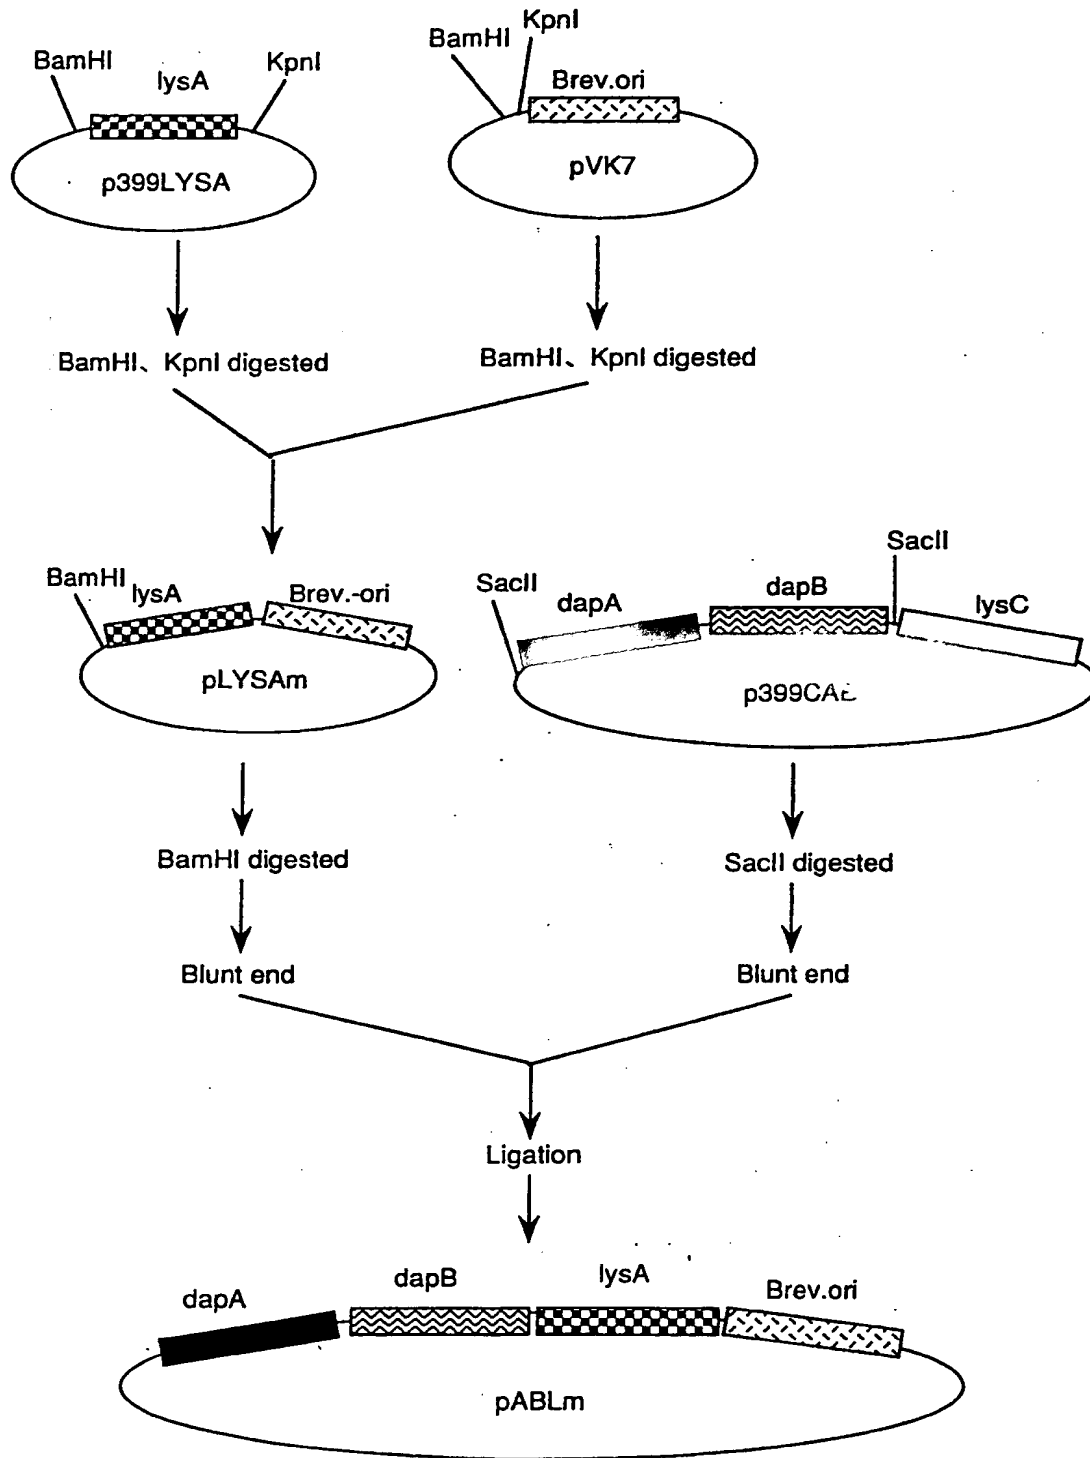 KpnI
BamHI
BamHI
lysA
KpnI
Brev.ori
p399LYSA
pVK7
BamHI、KpnI digested
BamHI、KpnI digested
SacII
BamHI
lysA
Brev.-ori
SacII
dapA
dapB
lysC
pLYSAm
BamHI digested
SacII digested
Blunt end
Blunt end
Ligation
dapA
dapB
lysA
Brev.ori
pABLm